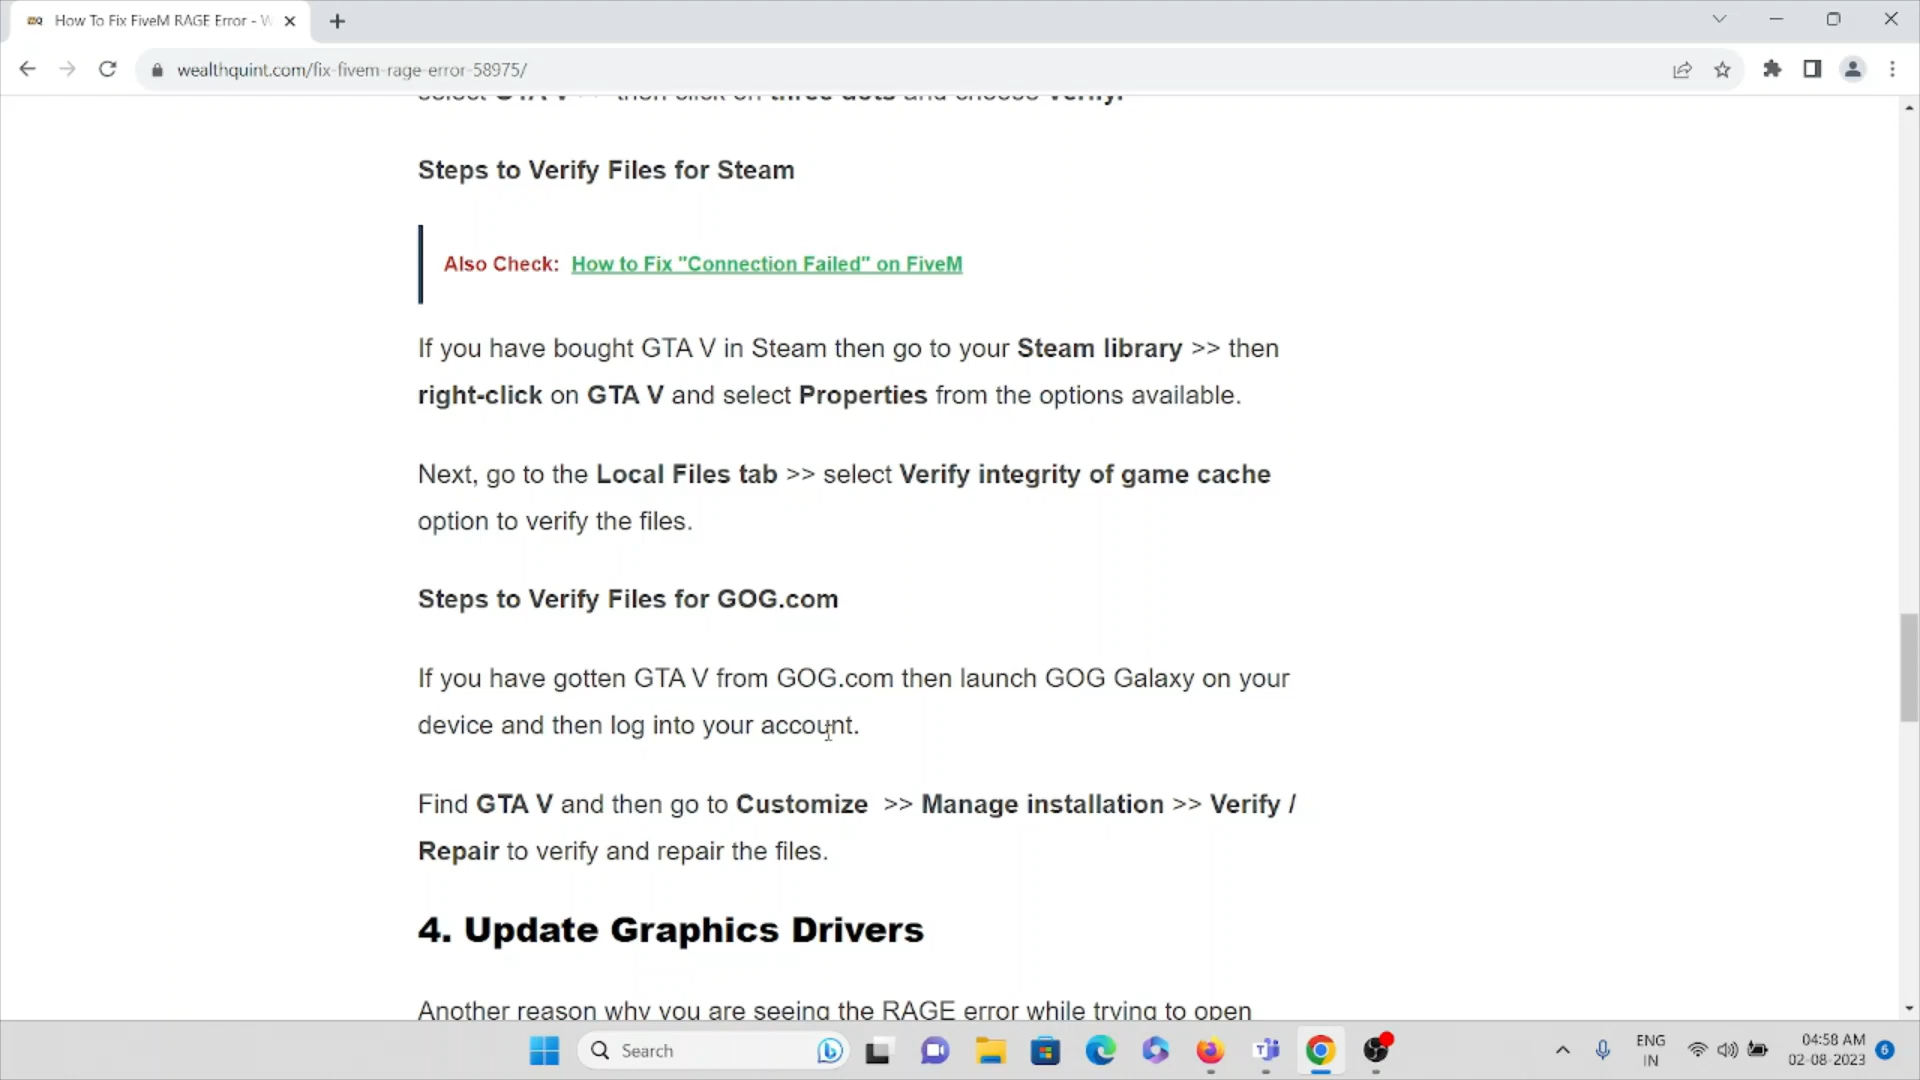 How To Fix FiveM RAGE Error - W
wealthquint.com/fix-fivem-rage-error-58975/
select GTA V >> then click on three dots and choose Verify.
Steps to Verify Files for Steam
Also Check: How to Fix "Connection Failed" on FiveM
If you have bought GTA V in Steam then go to your Steam library >> then
right-click on GTA V and select Properties from the options available.
Next, go to the Local Files tab >> select Verify integrity of game cache
option to verify the files.
Steps to Verify Files for GOG.com
If you have gotten GTA V from GOG.com then launch GOG Galaxy on your
device and then log into your account.
Find GTA V and then go to Customize >> Manage installation >> Verify /
Repair to verify and repair the files.
4. Update Graphics Drivers
Another reason why you are seeing the RAGE error while trying to open
Search
ENG
IN
04:58 AM
02-08-2023
6